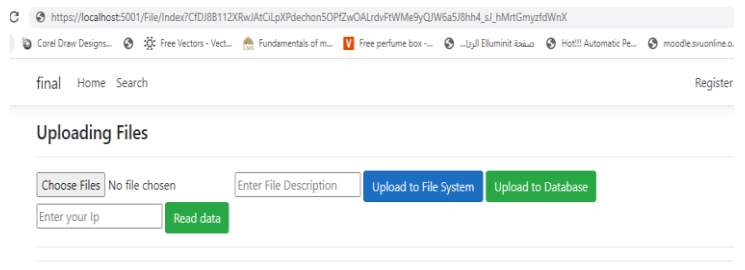 https://localhost:5001/File/Index?CfDJ8B112XRwJAtCiLpXPdechon5OPfZwOALrdvFtWMe9yQJW6a5J8hh4_sJ_hMrtGmyzfdWnX
Corel Draw Designs... Free Vectors - Vect... Fundamentals of m... Free perfume box -... صفحة Elluminit الرئا... Hot!!! Automatic Pe... moodle.svuonline.o.
final Home Search Register
Uploading Files
Choose Files No file chosen Enter File Description Upload to File System Upload to Database
Enter your Ip Read data